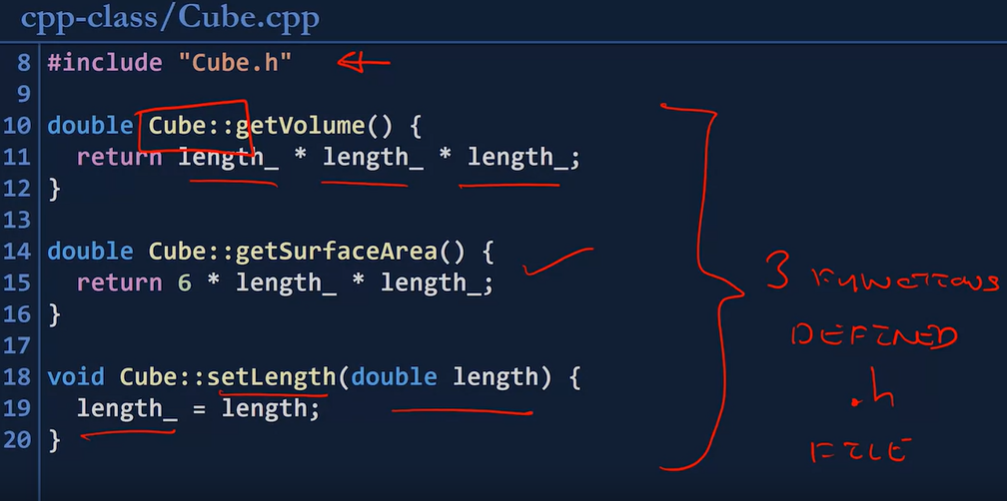 cpp-class/Cube.cpp
8 #include "Cube.h"
9
10 double Cube::getVolume() {
11   return length_ * length_ * length_;
12 }
13
14 double Cube::getSurfaceArea() {
15   return 6 * length_ * length_;
16 }
17
18 void Cube::setLength(double length) {
19   length_ = length;
20 }
3 FUNCTIONS
DEFINED
.h
FILE